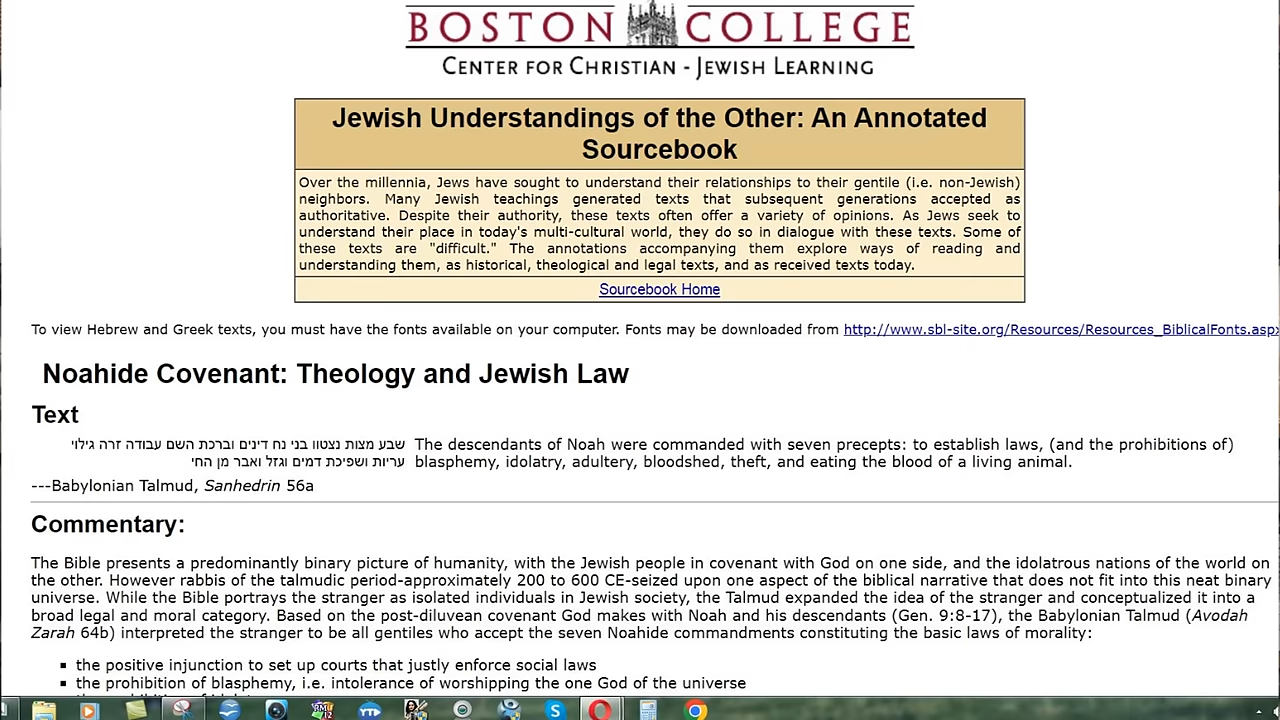 BOSTON COLLEGE
CENTER FOR CHRISTIAN - JEWISH LEARNING
Jewish Understandings of the Other: An Annotated
Sourcebook
Over the millennia, Jews have sought to understand their relationships to their gentile (i.e. non-Jewish)
neighbors. Many Jewish teachings generated texts that subsequent generations accepted as
authoritative. Despite their authority, these texts often offer a variety of opinions. As Jews seek to
understand their place in today's multi-cultural world, they do so in dialogue with these texts. Some of
these texts are "difficult." The annotations accompanying them explore ways of reading and
understanding them, as historical, theological and legal texts, and as received texts today.
Sourcebook Home
To view Hebrew and Greek texts, you must have the fonts available on your computer. Fonts may be downloaded from http://www.sbl-site.org/Resources/Resources_BiblicalFonts.aspx
Noahide Covenant: Theology and Jewish Law
Text
שבע מצות נצטוו בני נח דינים וברכת השם עבודה זרה גילוי
עריות ושפיכת דמים וגזל ואבר מן החי
The descendants of Noah were commanded with seven precepts: to establish laws, (and the prohibitions of)
blasphemy, idolatry, adultery, bloodshed, theft, and eating the blood of a living animal.
---Babylonian Talmud, Sanhedrin 56a
Commentary:
The Bible presents a predominantly binary picture of humanity, with the Jewish people in covenant with God on one side, and the idolatrous nations of the world on
the other. However rabbis of the talmudic period-approximately 200 to 600 CE-seized upon one aspect of the biblical narrative that does not fit into this neat binary
universe. While the Bible portrays the stranger as isolated individuals in Jewish society, the Talmud expanded the idea of the stranger and conceptualized it into a
broad legal and moral category. Based on the post-diluvean covenant God makes with Noah and his descendants (Gen. 9:8-17), the Babylonian Talmud (Avodah
Zarah 64b) interpreted the stranger to be all gentiles who accept the seven Noahide commandments constituting the basic laws of morality:
the positive injunction to set up courts that justly enforce social laws
the prohibition of blasphemy, i.e. intolerance of worshipping the one God of the universe